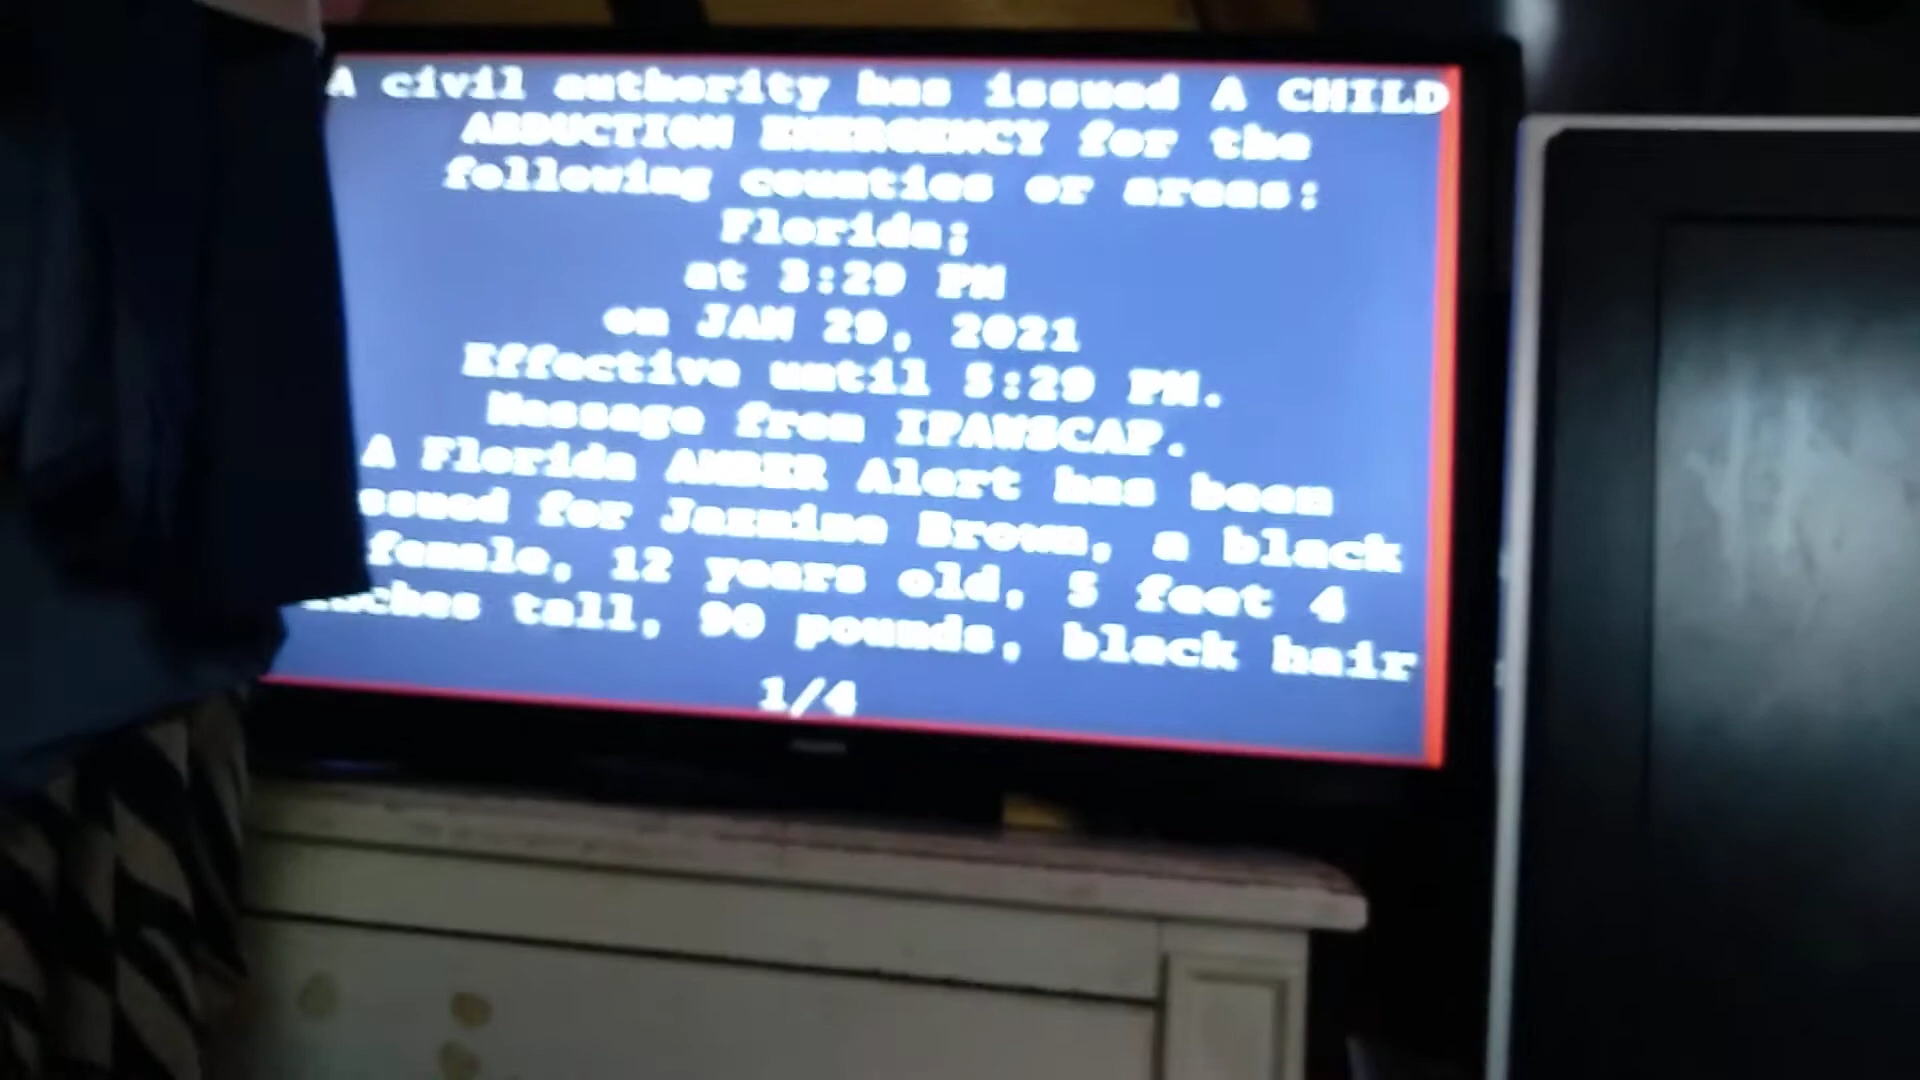 A civil authority has issued A CHILD
ABDUCTION EMERGENCY for the
following counties or areas:
Florida;
at 3:29 PM
on JAN 29, 2021
Effective until 5:29 PM.
Message from IPAWSCAP.
A Florida AMBER Alert has been
ssued for Jazmine Brown, a black
female, 12 years old, 5 feet 4
inches tall, 90 pounds, black hair
1/4